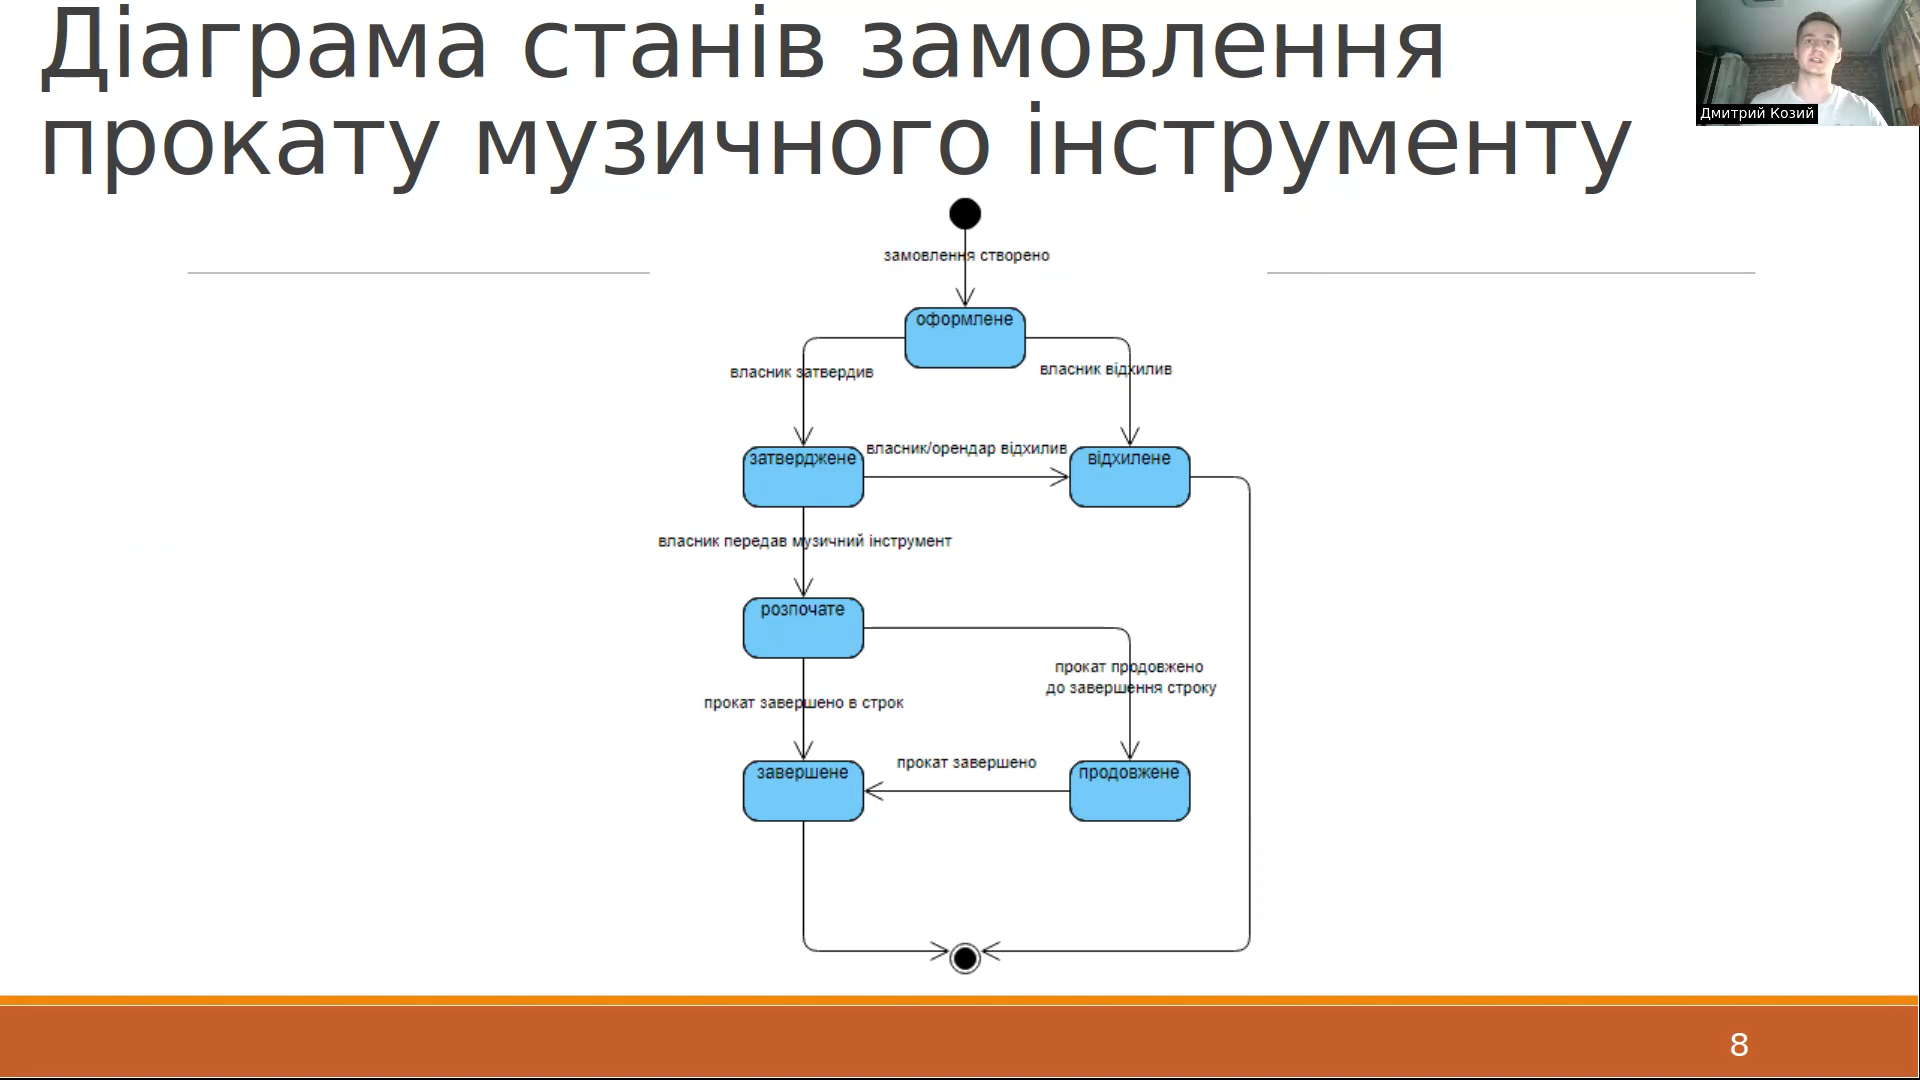 Діаграма станів замовлення
прокату музичного інструменту
Дмитрий Козий
замовлення створено
оформлене
власник затвердив
власник відхилив
затверджене
власник/орендар відхилив
відхилене
власник передав музичний інструмент
розпочате
прокат продовжено
до завершення строку
прокат завершено в строк
завершене
прокат завершено
продовжене
8